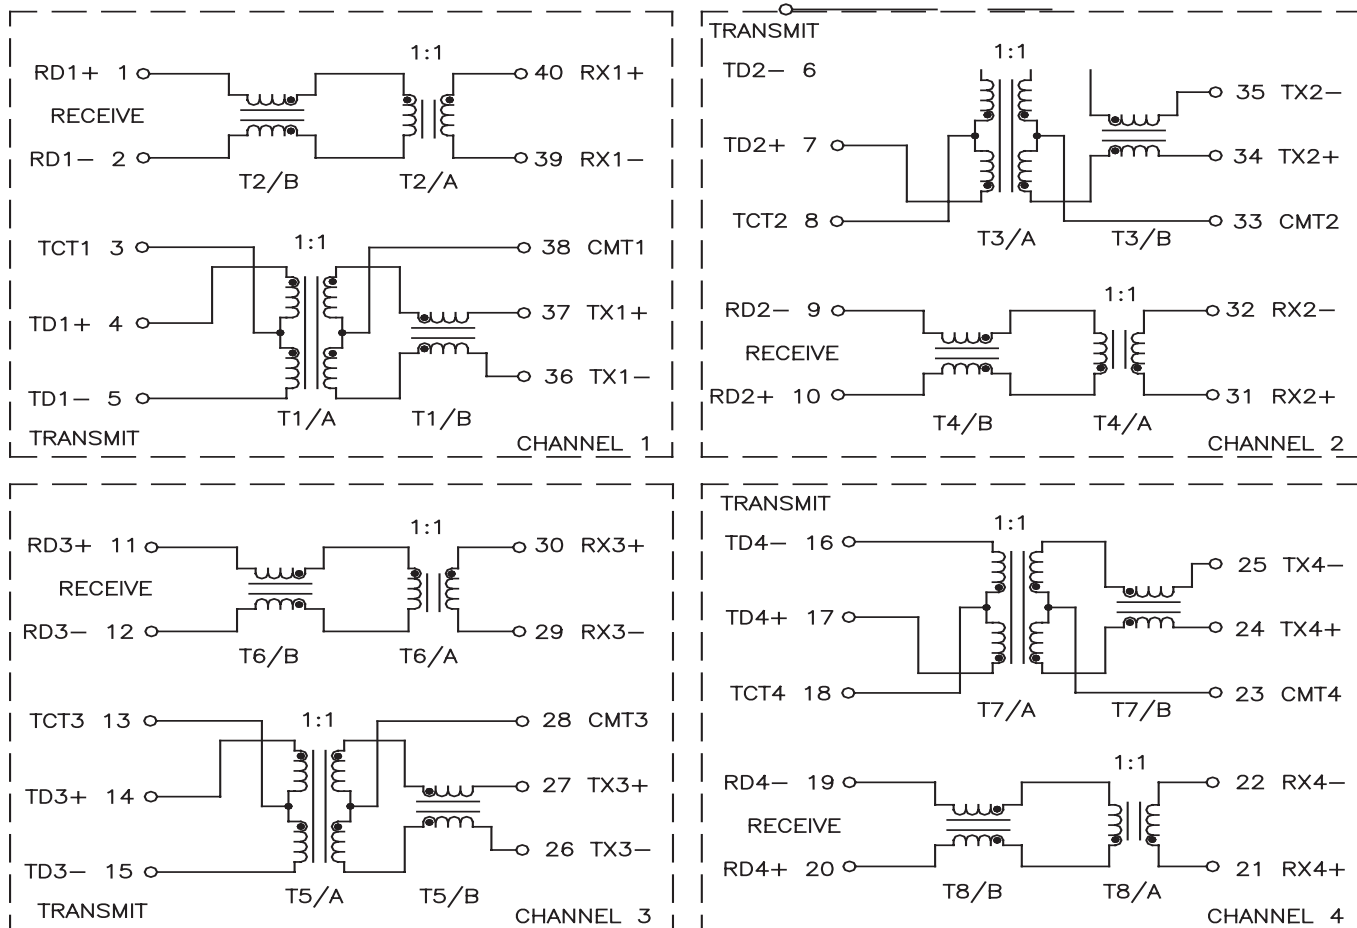 1:1
RD1+ 1
40 RX1+
RECEIVE
RD1− 2
39 RX1−
T2/B
T2/A
TCT1 3
1:1
38 CMT1
TD1+ 4
37 TX1+
36 TX1−
TD1− 5
T1/A
T1/B
TRANSMIT
CHANNEL 1
TRANSMIT
1:1
TD2− 6
35 TX2−
TD2+ 7
34 TX2+
TCT2 8
33 CMT2
T3/A
T3/B
1:1
RD2− 9
32 RX2−
RECEIVE
RD2+ 10
31 RX2+
T4/B
T4/A
CHANNEL 2
1:1
RD3+ 11
30 RX3+
RECEIVE
RD3− 12
29 RX3−
T6/B
T6/A
TCT3 13
1:1
28 CMT3
TD3+ 14
27 TX3+
26 TX3−
TD3− 15
T5/A
T5/B
TRANSMIT
CHANNEL 3
TRANSMIT
1:1
TD4− 16
25 TX4−
TD4+ 17
24 TX4+
TCT4 18
23 CMT4
T7/A
T7/B
1:1
RD4− 19
22 RX4−
RECEIVE
RD4+ 20
21 RX4+
T8/B
T8/A
CHANNEL 4